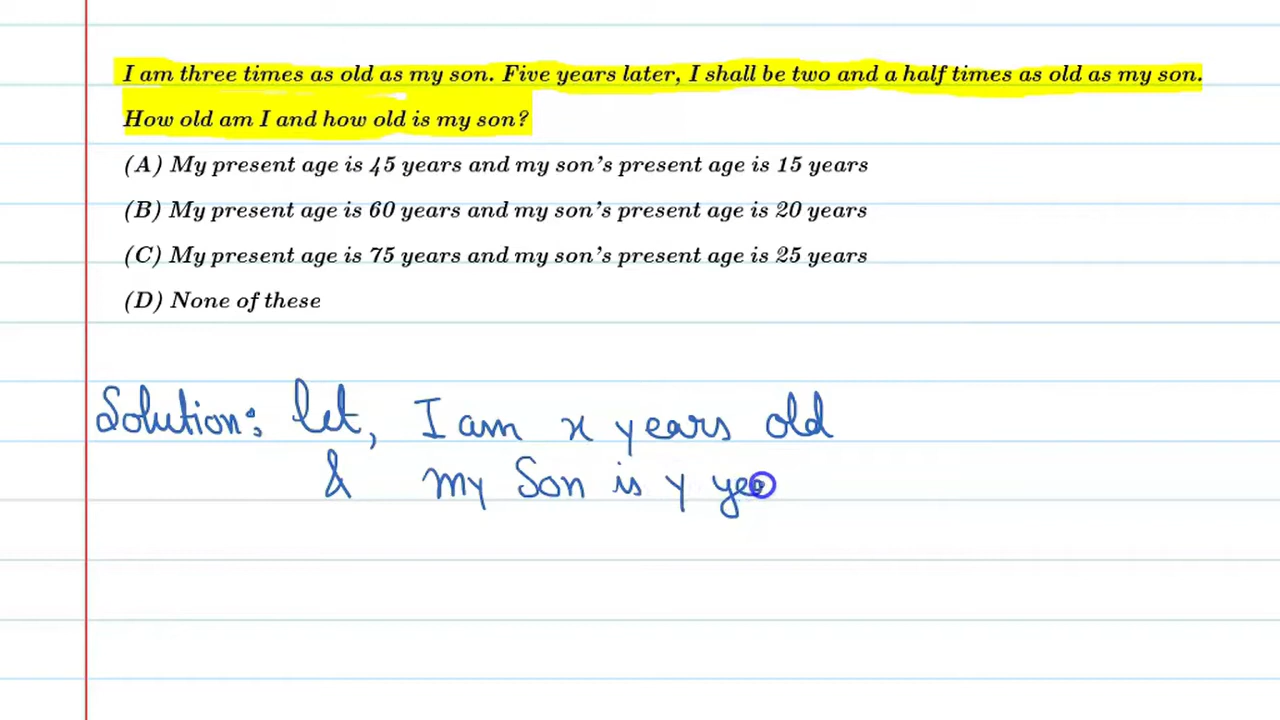 I am three times as old as my son. Five years later, I shall be two and a half times as old as my son.
How old am I and how old is my son?
(A) My present age is 45 years and my son's present age is 15 years
(B) My present age is 60 years and my son's present age is 20 years
(C) My present age is 75 years and my son's present age is 25 years
(D) None of these
Solution: let, I am x years old
& my Son is y yea